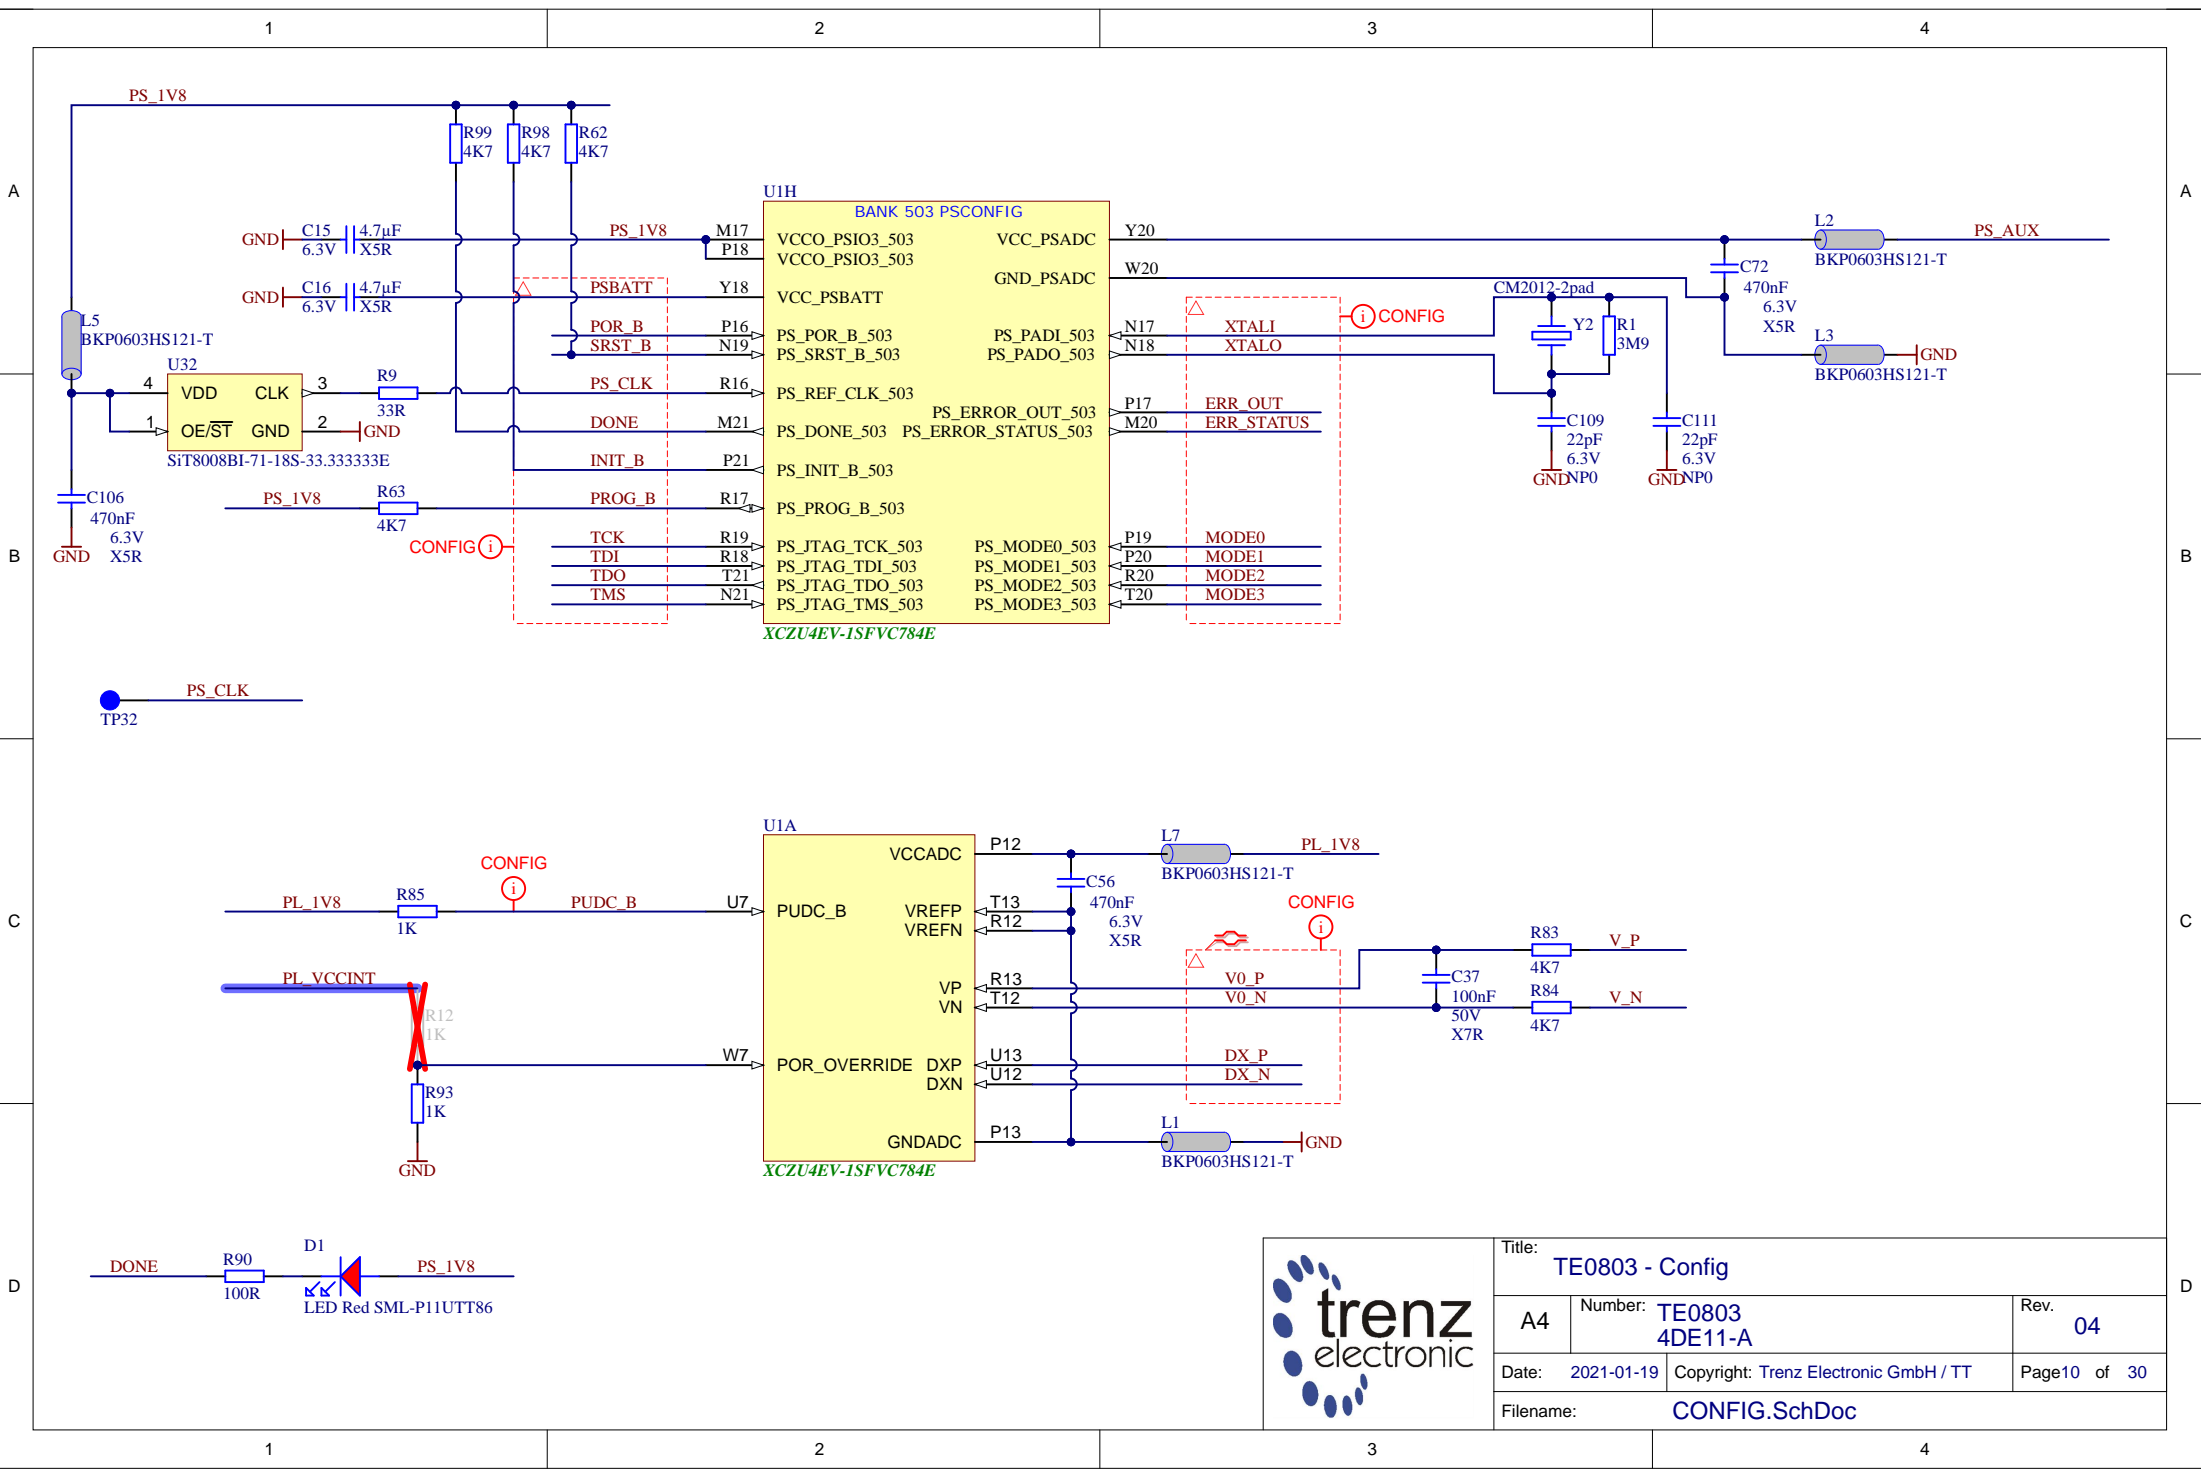 1 2 3 4
PS_1V8
R99 R98 R62
4K7 4K7 4K7
A A
U1H
BANK 503 PSCONFIG
GND C15 4.7µF PS_1V8 M17 VCCO_PSIO3_503 VCC_PSADC Y20 L2 PS_AUX
6.3V X5R P18 VCCO_PSIO3_503 BKP0603HS121-T
GND_PSADC W20 C72
470nF
6.3V
X5R
GND C16 4.7µF PSBATT Y18 VCC_PSBATT CM2012-2pad
6.3V X5R
L5
BKP0603HS121-T
POR_B P16 PS_POR_B_503 PS_PADI_503 N17 XTALI i CONFIG Y2 R1
SRST_B N19 PS_SRST_B_503 PS_PADO_503 N18 XTALO 3M9 L3 GND
BKP0603HS121-T
U32
4 VDD CLK 3 R9 PS_CLK R16 PS_REF_CLK_503
33R
1 OE/ST GND 2 GND DONE M21 PS_DONE_503
SiT8008BI-71-18S-33.333333E
PS_ERROR_OUT_503 P17 ERR_OUT
PS_ERROR_STATUS_503 M20 ERR_STATUS
C109 C111
22pF 22pF
6.3V 6.3V
GND NP0 GND NP0
INIT_B P21 PS_INIT_B_503
C106
470nF
6.3V
GND X5R
PS_1V8 R63 PROG_B R17 PS_PROG_B_503
4K7
B CONFIG i B
TCK R19 PS_JTAG_TCK_503 PS_MODE0_503 P19 MODE0
TDI R18 PS_JTAG_TDI_503 PS_MODE1_503 P20 MODE1
TDO T21 PS_JTAG_TDO_503 PS_MODE2_503 R20 MODE2
TMS N21 PS_JTAG_TMS_503 PS_MODE3_503 T20 MODE3
XCZU4EV-1SFVC784E
PS_CLK
TP32
U1A
VCCADC P12 L7 PL_1V8
BKP0603HS121-T
CONFIG
i
C56
470nF
6.3V
X5R
PL_1V8 R85 PUDC_B U7 PUDC_B VREFP T13
1K VREFN R12
CONFIG
i
C C
PL_VCCINT VP R13 V0_P R83 V_P
4K7
VN T12 V0_N R84 V_N
4K7
C37
100nF
50V
X7R
R12
1K
W7 POR_OVERRIDE DXP U13 DX_P
DXN U12 DX_N
R93
1K
GND
GNDADC P13 L1 GND
BKP0603HS121-T
XCZU4EV-1SFVC784E
D D
DONE R90 D1 PS_1V8
100R LED Red SML-P11UTT86
trenz
electronic
Title:
TE0803 - Config
A4 Number: TE0803 Rev.
4DE11-A 04
Date: 2021-01-19 Copyright: Trenz Electronic GmbH / TT Page10 of 30
Filename: CONFIG.SchDoc
1 2 3 4